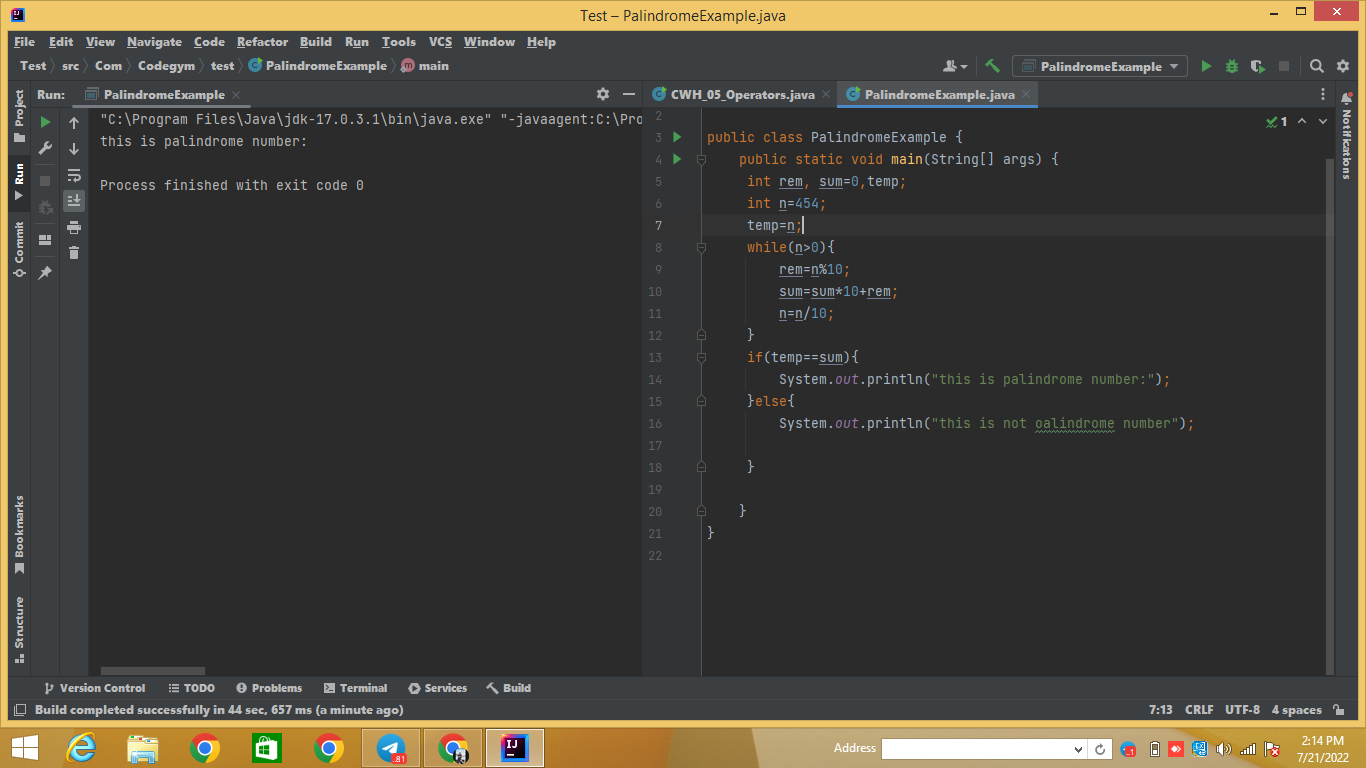 Test – PalindromeExample.java
File Edit View Navigate Code Refactor Build Run Tools VCS Window Help
Test src Com Codegym test PalindromeExample main
PalindromeExample
Project
Run
Commit
Bookmarks
Structure
Run: PalindromeExample
"C:\Program Files\Java\jdk-17.0.3.1\bin\java.exe" "-javaagent:C:\Pro
this is palindrome number:
Process finished with exit code 0
CWH_05_Operators.java PalindromeExample.java
1
2
3 public class PalindromeExample {
4 public static void main(String[] args) {
5 int rem, sum=0,temp;
6 int n=454;
7 temp=n;
8 while(n>0){
9 rem=n%10;
10 sum=sum*10+rem;
11 n=n/10;
12 }
13 if(temp==sum){
14 System.out.println("this is palindrome number:");
15 }else{
16 System.out.println("this is not oalindrome number");
17
18 }
19
20 }
21 }
22
Notifications
Version Control TODO Problems Terminal Services Build
Build completed successfully in 44 sec, 657 ms (a minute ago)
7:13 CRLF UTF-8 4 spaces
81
IJ
Address
1
2:14 PM
7/21/2022